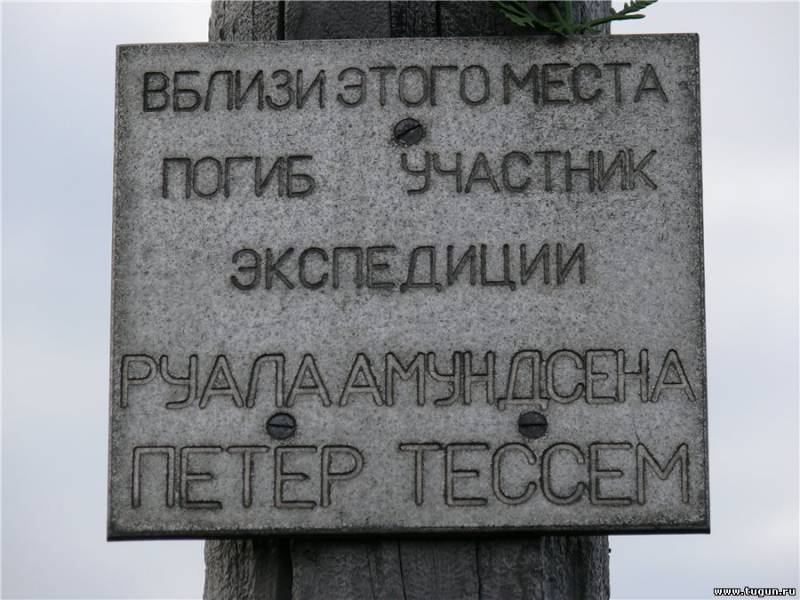 ВБЛИЗИ ЭТОГО МЕСТА
ПОГИБ УЧАСТНИК
ЭКСПЕДИЦИИ
РУАЛА АМУНДСЕНА
ПЕТЕР ТЕССЕМ
www.tugun.ru